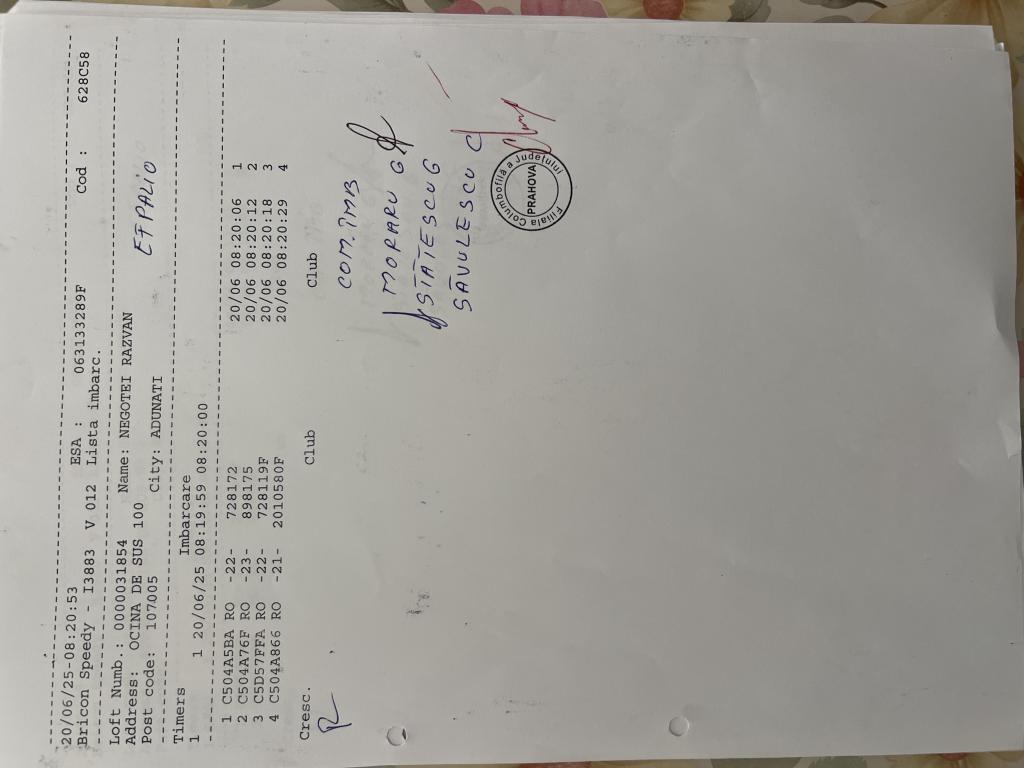 20/06/25-08:20:53
Bricon Speedy - I3883 V 012 ESA : 063133289F Cod : 628C58
Lista imbarc.
Loft Numb.: 0000031854 Name: NEGOTEI RAZVAN
Address: OCINA DE SUS 100
Post code: 107005 City: ADUNATI
EFPALIO
Timers Imbarcare
1 1 20/06/25 08:19:59 08:20:00
1 C504A5BA RO -22- 728172 20/06 08:20:06 1
2 C504A76F RO -23- 898175 20/06 08:20:12 2
3 C5D57FFA RO -22- 728119F 20/06 08:20:18 3
4 C504A866 RO -21- 2010580F 20/06 08:20:29 4
Cresc. Club Club
COM. IMB
MORARU G
STĂTESCU G
SĂVULESCU C
Filiala Columbofilă a Județului
PRAHOVA